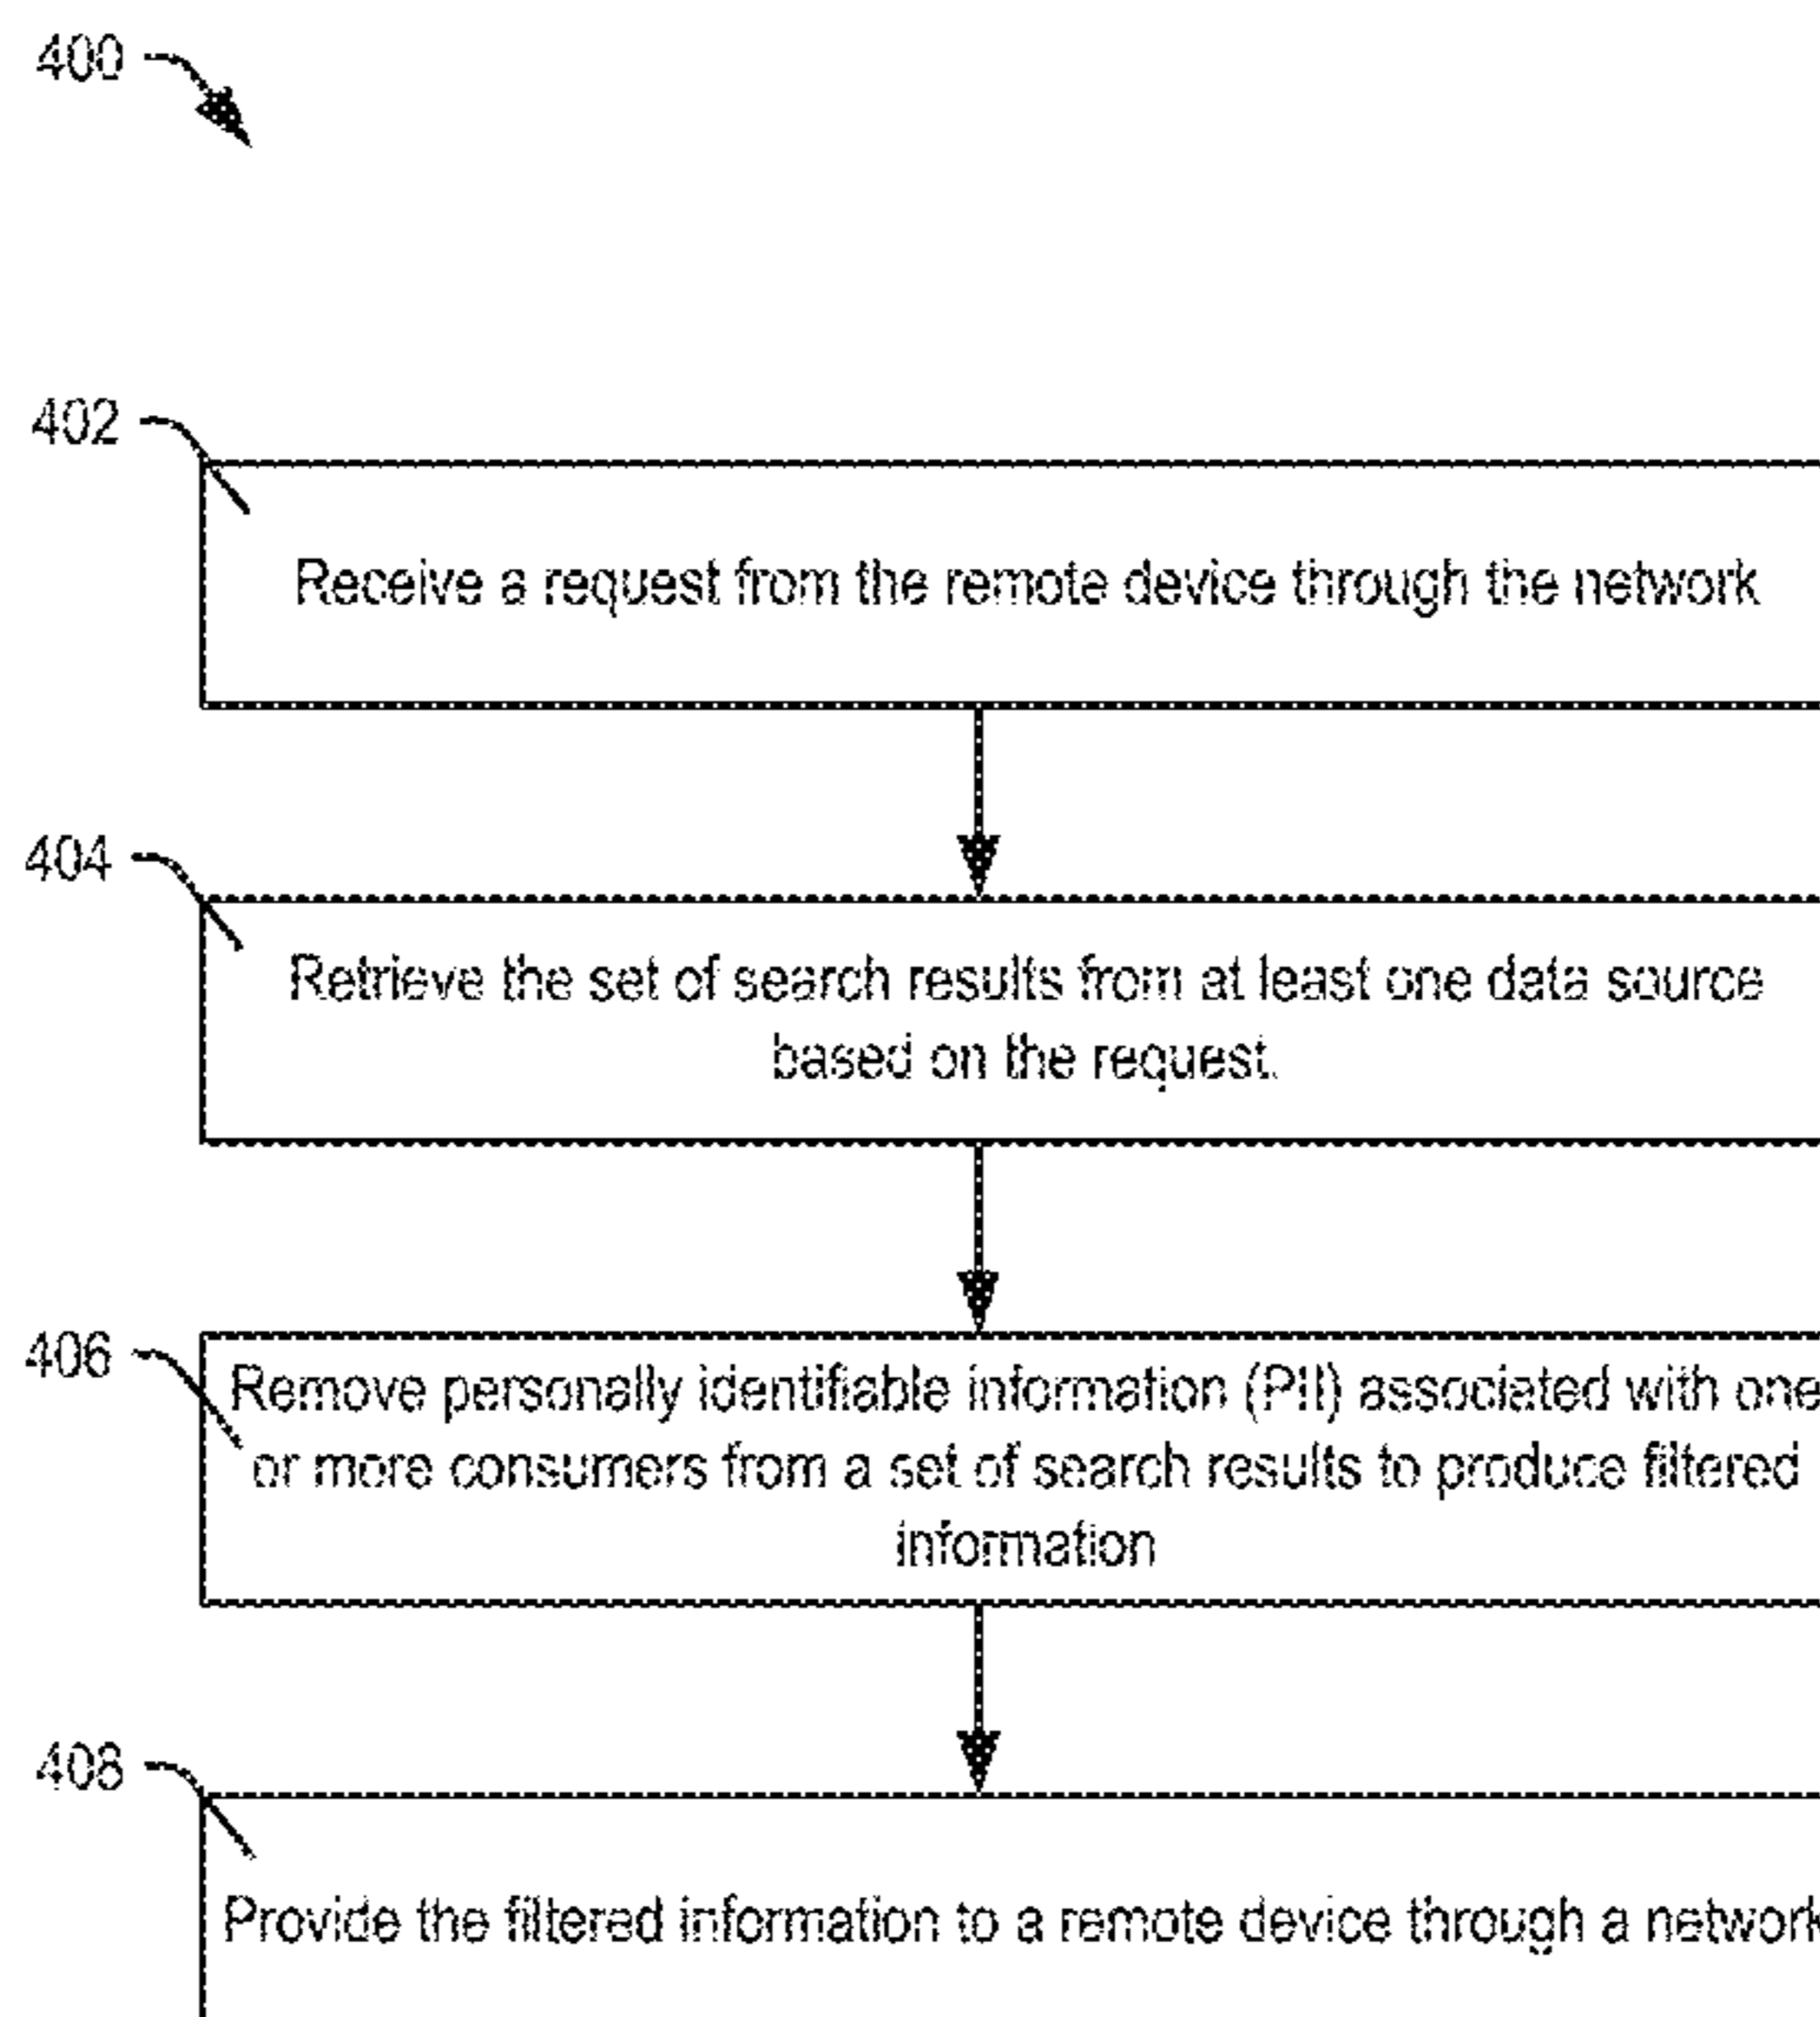 400
402
Receive a request from the remote device through the network
404
Retrieve the set of search results from at least one data source
based on the request.
406
Remove personally identifiable information (PII) associated with one
or more consumers from a set of search results to produce filtered
information
408
Provide the filtered information to a remote device through a network